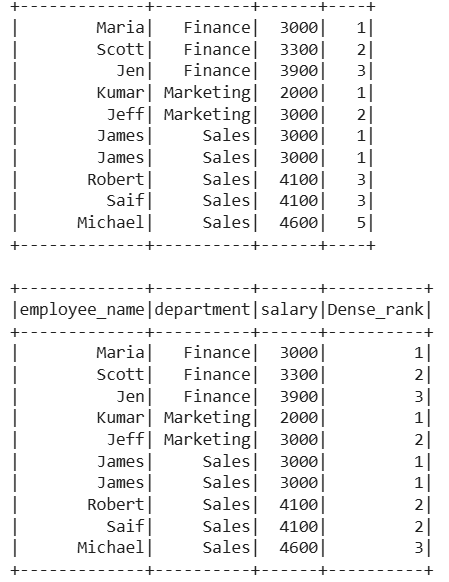 +-------------+----------+------+----+
|        Maria|   Finance|  3000|   1|
|        Scott|   Finance|  3300|   2|
|          Jen|   Finance|  3900|   3|
|        Kumar| Marketing|  2000|   1|
|         Jeff| Marketing|  3000|   2|
|        James|     Sales|  3000|   1|
|        James|     Sales|  3000|   1|
|       Robert|     Sales|  4100|   3|
|         Saif|     Sales|  4100|   3|
|      Michael|     Sales|  4600|   5|
+-------------+----------+------+----+
+-------------+----------+------+----------+
|employee_name|department|salary|Dense_rank|
+-------------+----------+------+----------+
|        Maria|   Finance|  3000|         1|
|        Scott|   Finance|  3300|         2|
|          Jen|   Finance|  3900|         3|
|        Kumar| Marketing|  2000|         1|
|         Jeff| Marketing|  3000|         2|
|        James|     Sales|  3000|         1|
|        James|     Sales|  3000|         1|
|       Robert|     Sales|  4100|         2|
|         Saif|     Sales|  4100|         2|
|      Michael|     Sales|  4600|         3|
+-------------+----------+------+----------+